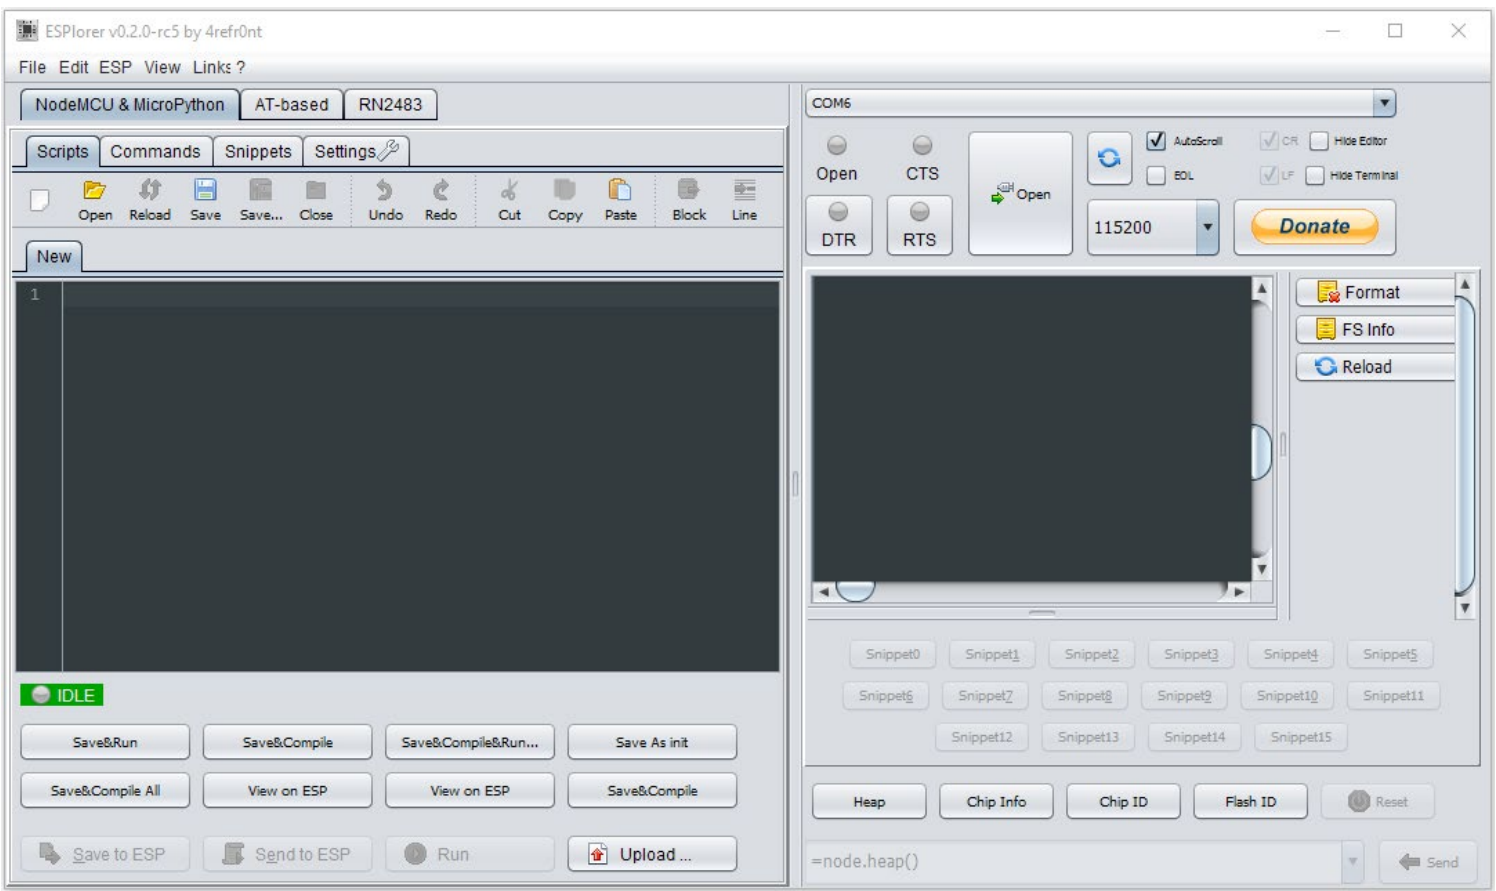 ESPlorer v0.2.0-rc5 by 4refr0nt
File Edit ESP View Links ?
NodeMCU & MicroPython AT-based RN2483
Scripts Commands Snippets Settings
Open Reload Save Save... Close Undo Redo Cut Copy Paste Block Line
New
1
IDLE
Save&Run Save&Compile Save&Compile&Run... Save As init
Save&Compile All View on ESP View on ESP Save&Compile
Save to ESP Send to ESP Run Upload ...
COM6
Open CTS Open AutoScroll CR Hide Editor
EOL LF Hide Terminal
DTR RTS 115200 Donate
Format
FS Info
Reload
Snippet0 Snippet1 Snippet2 Snippet3 Snippet4 Snippet5
Snippet6 Snippet7 Snippet8 Snippet9 Snippet10 Snippet11
Snippet12 Snippet13 Snippet14 Snippet15
Heap Chip Info Chip ID Flash ID Reset
=node.heap() Send